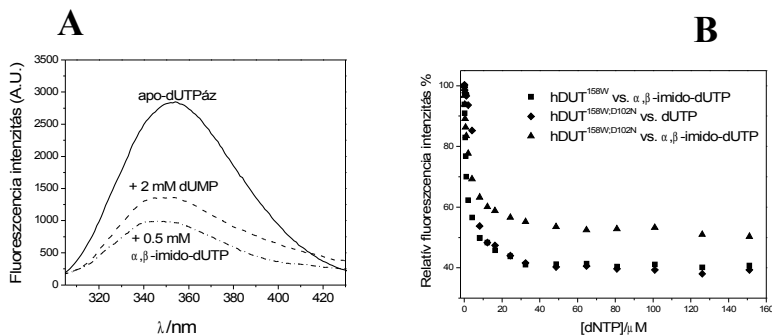 A
Fluoreszcencia intenzitás (A.U.)
3500
3000
2500
2000
1500
1000
500
0
apo-dUTPáz
+ 2 mM dUMP
+ 0.5 mM
α,β-imido-dUTP
320 340 360 380 400 420
λ/nm
B
Relatív fluoreszcencia intenzitás %
100
80
60
40
hDUT158W vs. α,β-imido-dUTP
hDUT158W;D102N vs. dUTP
hDUT158W;D102N vs. α,β-imido-dUTP
0 20 40 60 80 100 120 140 160
[dNTP]/μM